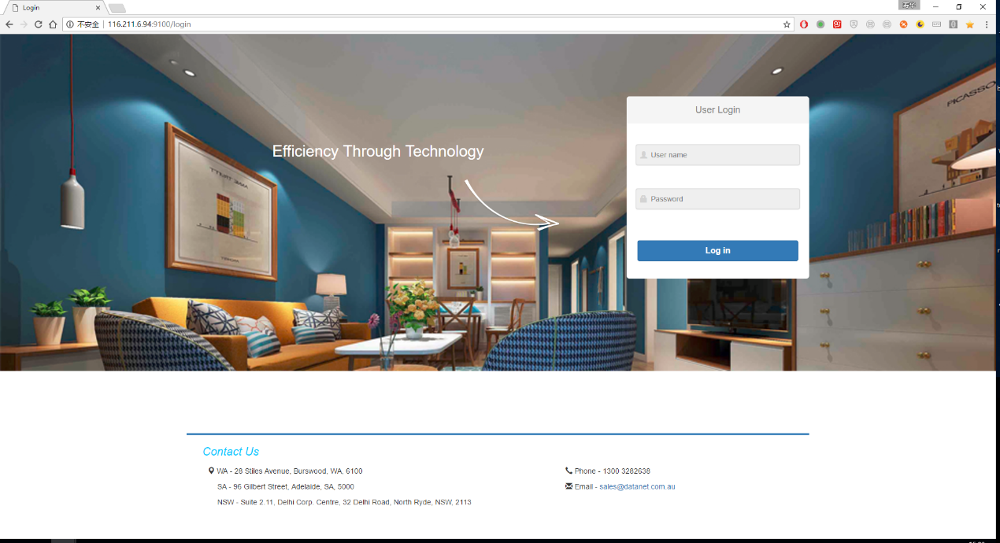 Login
不安全 | 116.211.6.94:9100/login
PICASSO
User Login
Efficiency Through Technology
User name
Password
Log in
Contact Us
WA - 28 Stiles Avenue, Burswood, WA, 6100
SA - 96 Gilbert Street, Adelaide, SA, 5000
NSW - Suite 2.11, Delhi Corp. Centre, 32 Delhi Road, North Ryde, NSW, 2113
Phone - 1300 3282638
Email - sales@datanet.com.au